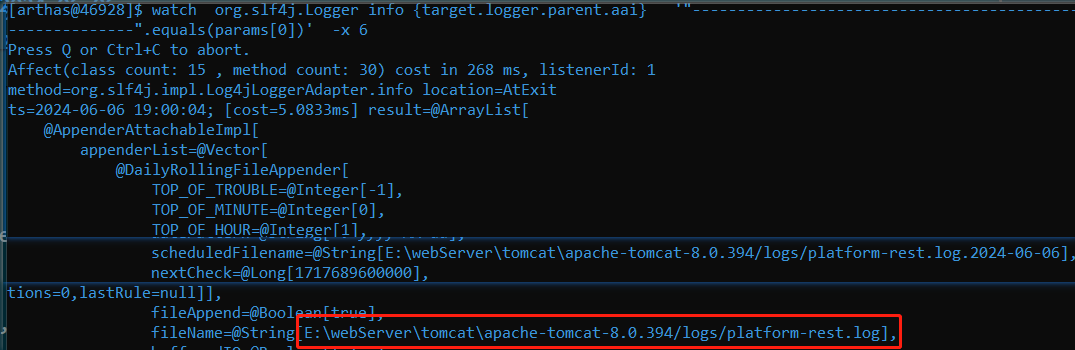 [arthas@46928]$ watch  org.slf4j.Logger info {target.logger.parent.aai}   '"-----------------------------------------
--------------".equals(params[0])'  -x 6
Press Q or Ctrl+C to abort.
Affect(class count: 15 , method count: 30) cost in 268 ms, listenerId: 1
method=org.slf4j.impl.Log4jLoggerAdapter.info location=AtExit
ts=2024-06-06 19:00:04; [cost=5.0833ms] result=@ArrayList[
@AppenderAttachableImpl[
appenderList=@Vector[
@DailyRollingFileAppender[
TOP_OF_TROUBLE=@Integer[-1],
TOP_OF_MINUTE=@Integer[0],
TOP_OF_HOUR=@Integer[1],
scheduledFilename=@String[E:\webServer\tomcat\apache-tomcat-8.0.394/logs/platform-rest.log.2024-06-06],
nextCheck=@Long[1717689600000],
tions=0,lastRule=null]],
fileAppend=@Boolean[true],
fileName=@String[E:\webServer\tomcat\apache-tomcat-8.0.394/logs/platform-rest.log],